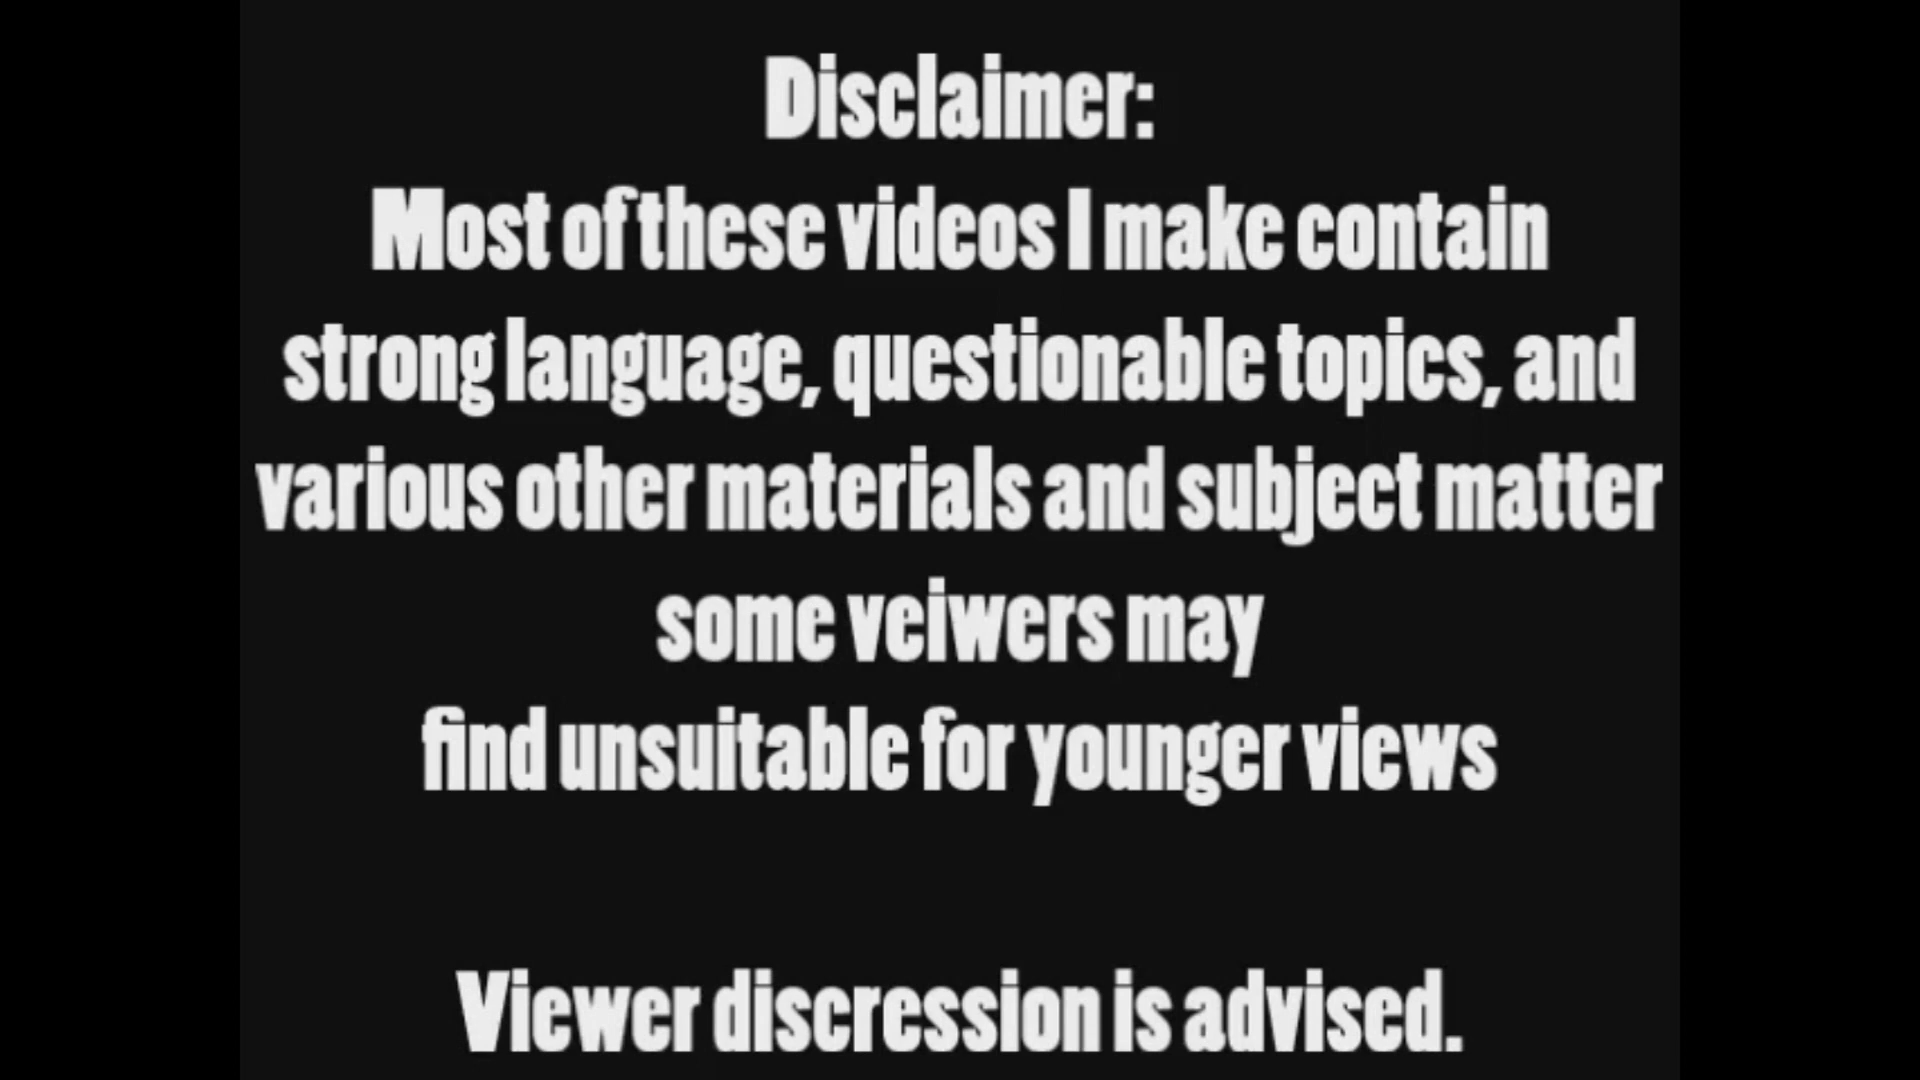 Disclaimer:
Most of these videos I make contain
strong language, questionable topics, and
various other materials and subject matter
some veiwers may
find unsuitable for younger views
Viewer discression is advised.